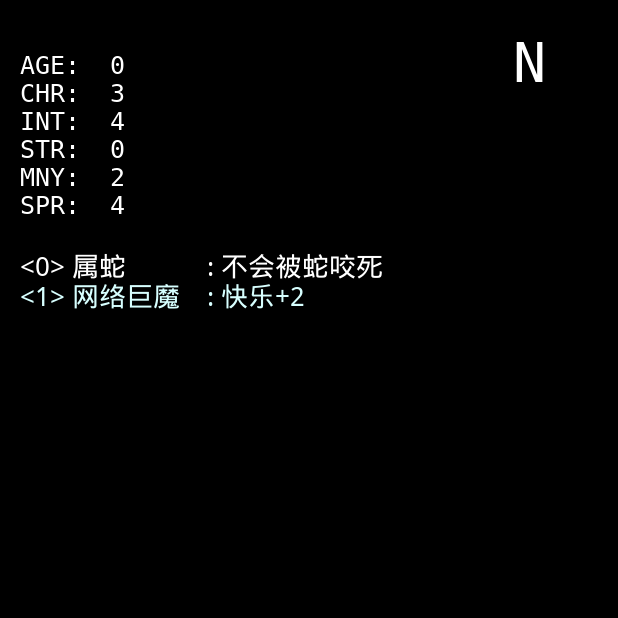 N
AGE: 0
CHR: 3
INT: 4
STR: 0
MNY: 2
SPR: 4
<0> 属蛇 : 不会被蛇咬死
<1> 网络巨魔 : 快乐+2